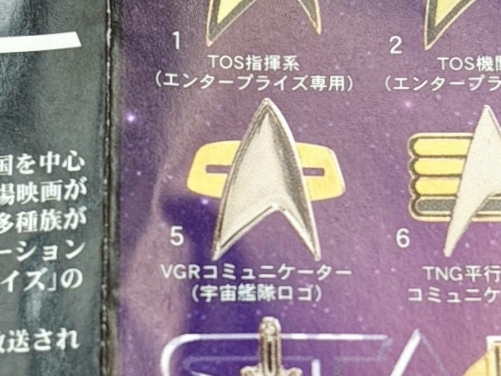 1
TOS指揮系
(エンタープライズ専用)
2
TOS機
(エンタープラ
国を中心
場映画が
多種族が
ーション
イズ」の
放送され
5
VGRコミュニケーター
(宇宙艦隊ロゴ)
6
TNG平行
コミュニケ